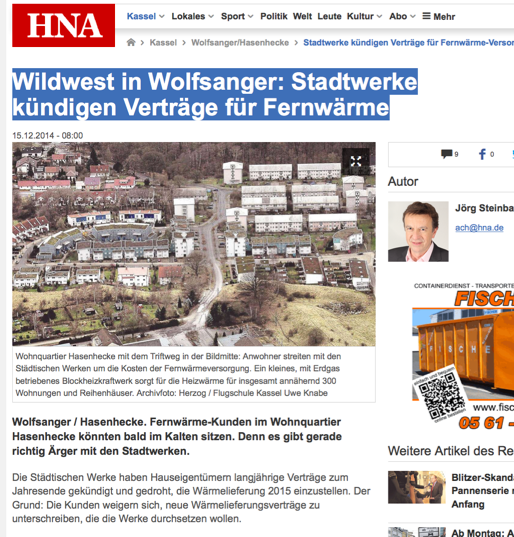 HNA
Kassel Lokales Sport Politik Welt Leute Kultur Abo Mehr
Kassel Wolfsanger/Hasenhecke Stadtwerke kündigen Verträge für Fernwärme-Versor
Wildwest in Wolfsanger: Stadtwerke
kündigen Verträge für Fernwärme
15.12.2014 - 08:00
9 0
Autor
Jörg Steinba
ach@hna.de
CONTAINERDIENST - TRANSPORTE
FISC
FISCHE
www.fisc
05 61 -
Wohnquartier Hasenhecke mit dem Triftweg in der Bildmitte: Anwohner streiten mit den
Städtischen Werken um die Kosten der Fernwärmeversorgung. Ein kleines, mit Erdgas
betriebenes Blockheizkraftwerk sorgt für die Heizwärme für insgesamt annähernd 300
Wohnungen und Reihenhäuser. Archivfoto: Herzog / Flugschule Kassel Uwe Knabe
Wolfsanger / Hasenhecke. Fernwärme-Kunden im Wohnquartier
Hasenhecke könnten bald im Kalten sitzen. Denn es gibt gerade
richtig Ärger mit den Stadtwerken.
Die Städtischen Werke haben Hauseigentümern langjährige Verträge zum
Jahresende gekündigt und gedroht, die Wärmelieferung 2015 einzustellen. Der
Grund: Die Kunden weigern sich, neue Wärmelieferungsverträge zu
unterschreiben, die die Werke durchsetzen wollen.
Weitere Artikel des Re
Blitzer-Skanda
Pannenserie r
Anfang
Ab Montag: A